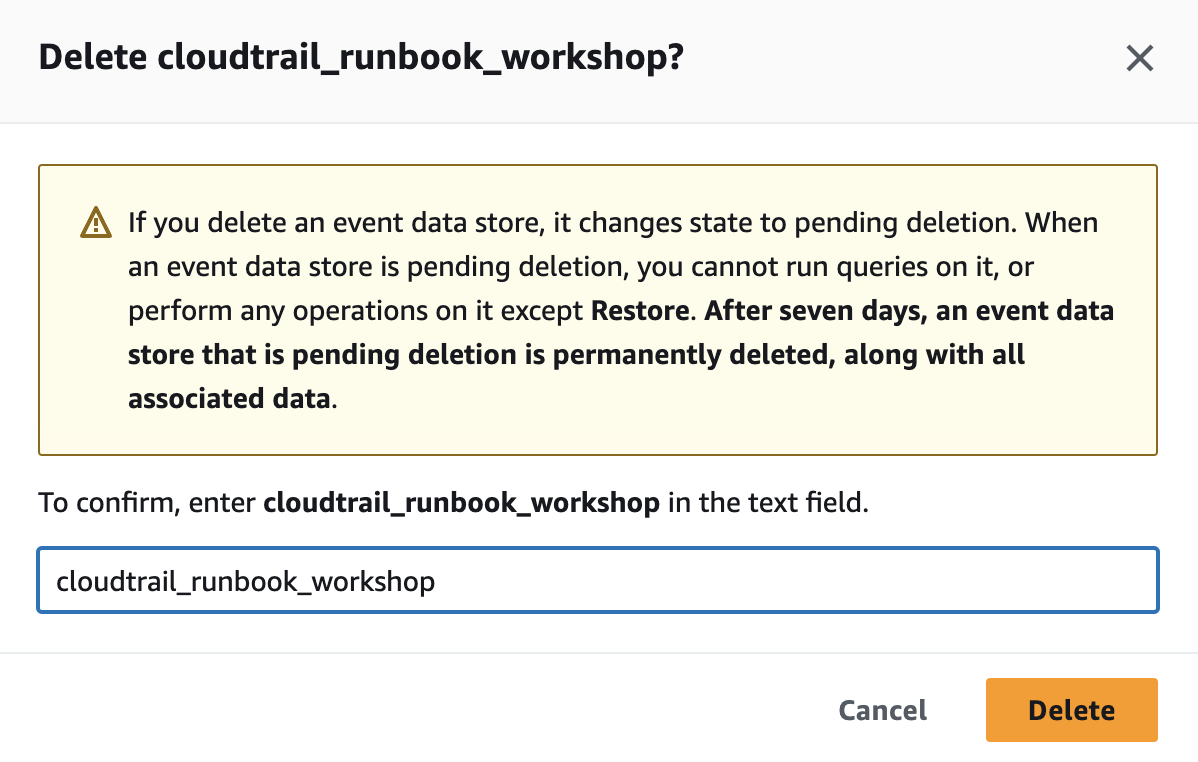 Delete cloudtrail_runbook_workshop?
If you delete an event data store, it changes state to pending deletion. When
an event data store is pending deletion, you cannot run queries on it, or
perform any operations on it except Restore. After seven days, an event data
store that is pending deletion is permanently deleted, along with all
associated data.
To confirm, enter cloudtrail_runbook_workshop in the text field.
cloudtrail_runbook_workshop
Cancel
Delete